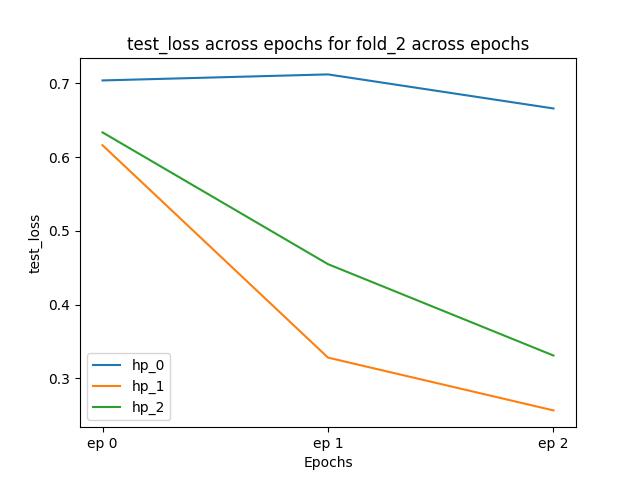 test_loss across epochs for fold_2 across epochs
0.7
0.6
0.5
0.4
0.3
test_loss
hp_0
hp_1
hp_2
ep 0 ep 1 ep 2
Epochs